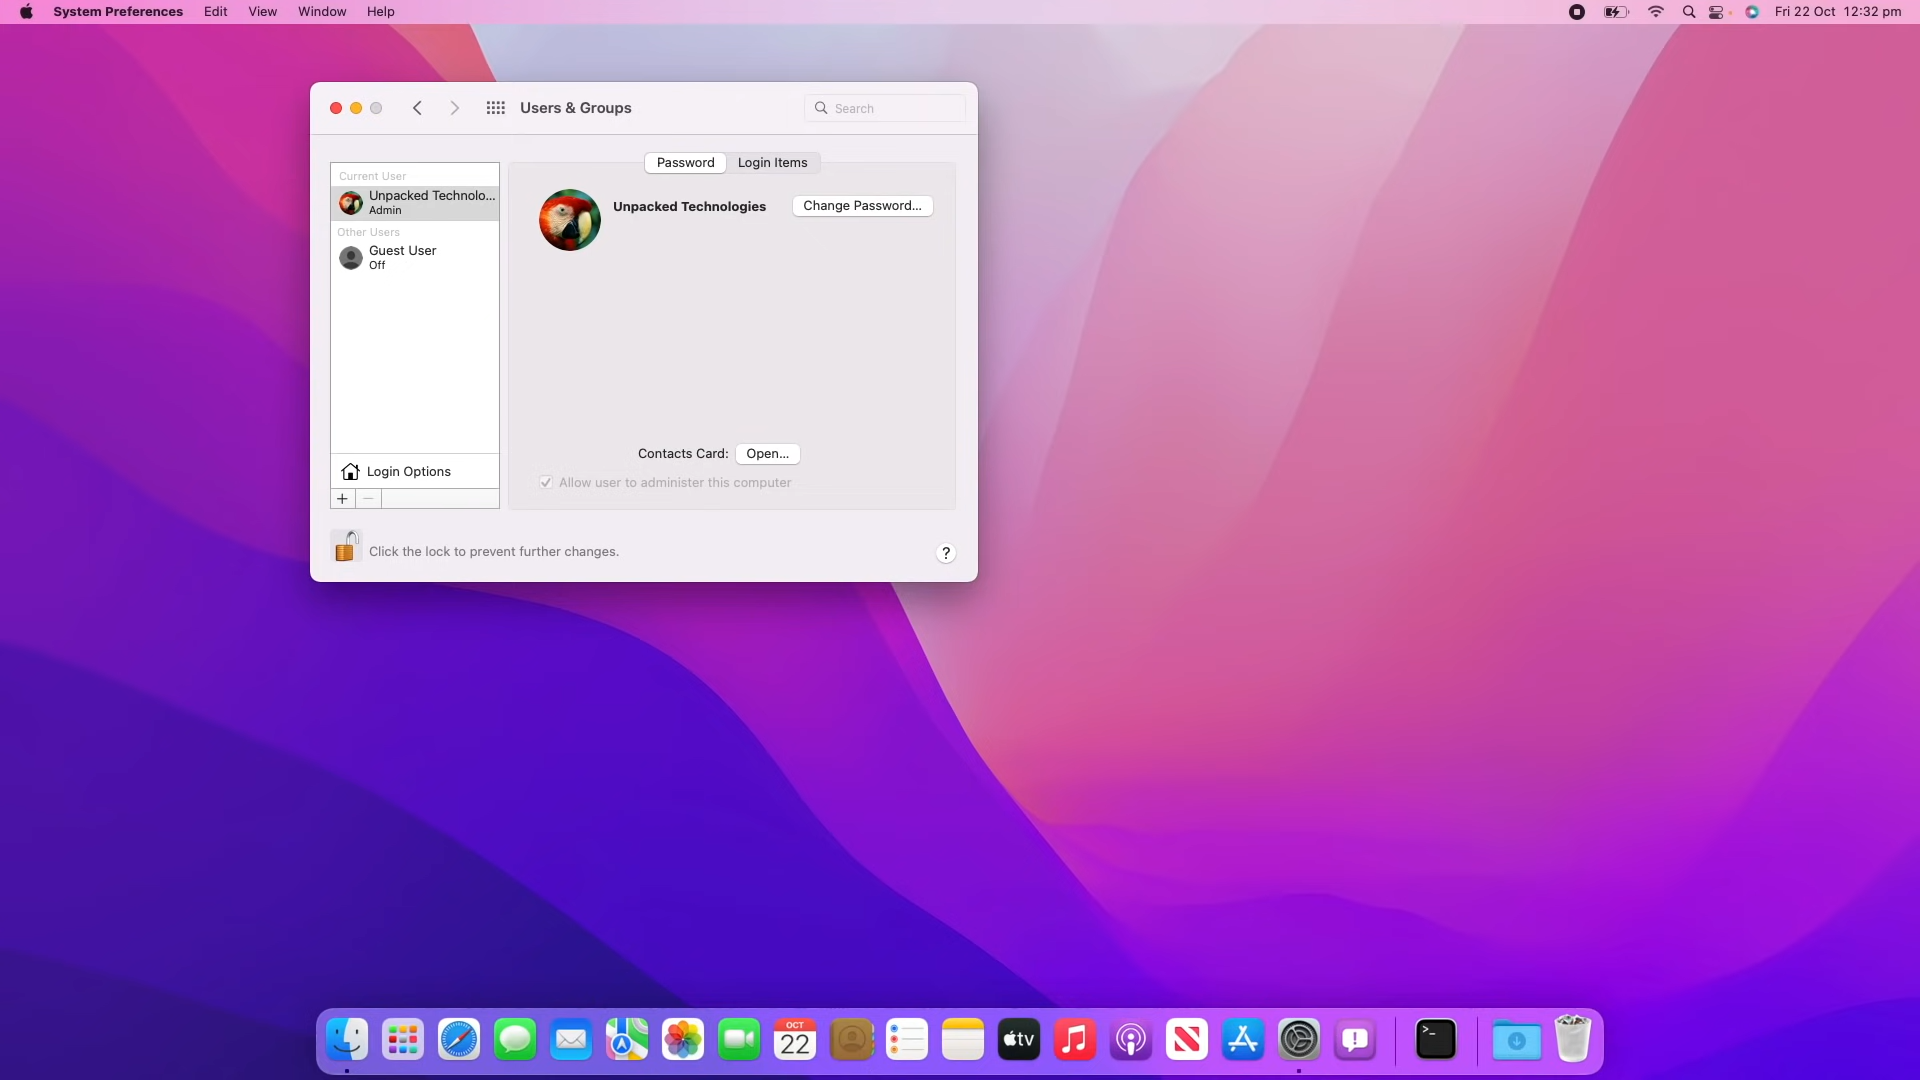 System Preferences Edit View Window Help
Fri 22 Oct 12:32 pm
Users & Groups
Search
Password Login Items
Current User
Unpacked Technolo...
Admin
Other Users
Guest User
Off
Login Options
Unpacked Technologies
Change Password...
Contacts Card: Open...
Allow user to administer this computer
Click the lock to prevent further changes.
?
OCT
22
tv
>_